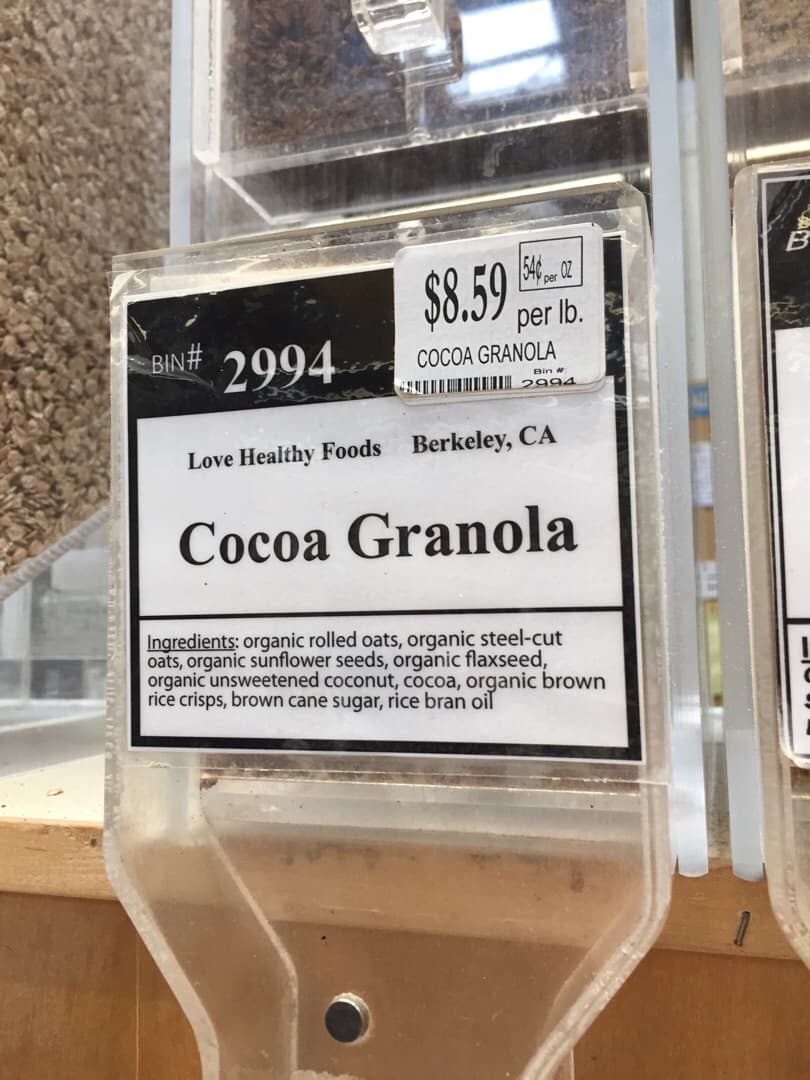 $8.59
54¢ per OZ
per lb.
COCOA GRANOLA
Bin #:
2994
BIN# 2994
Love Healthy Foods Berkeley, CA
Cocoa Granola
Ingredients: organic rolled oats, organic steel-cut
oats, organic sunflower seeds, organic flaxseed,
organic unsweetened coconut, cocoa, organic brown
rice crisps, brown cane sugar, rice bran oil